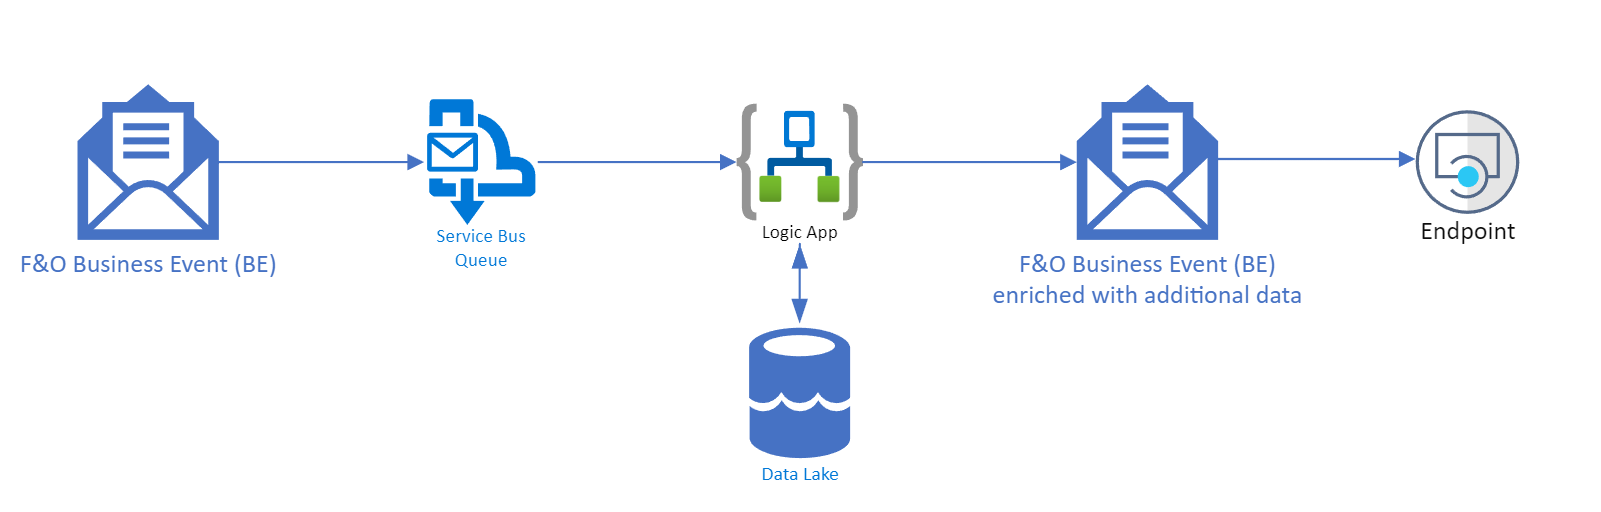 F&O Business Event (BE)
Service Bus
Queue
Logic App
Data Lake
F&O Business Event (BE)
enriched with additional data
Endpoint